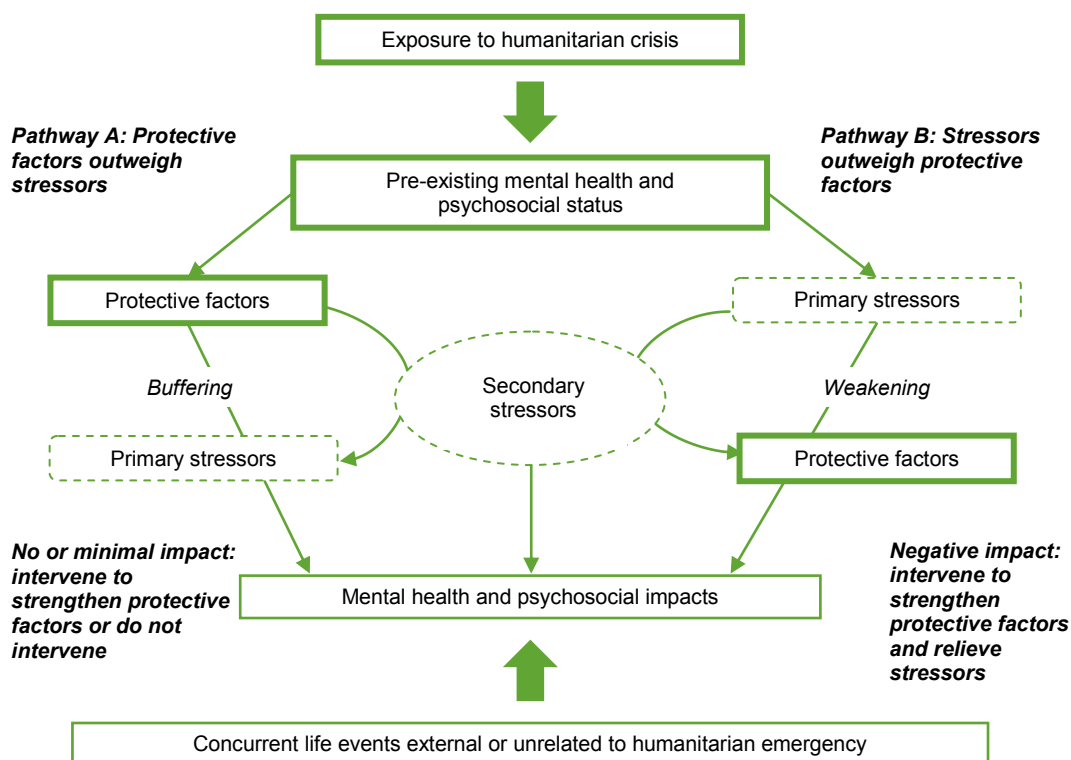 Exposure to humanitarian crisis
Pathway A: Protective
factors outweigh
stressors
Pathway B: Stressors
outweigh protective
factors
Pre-existing mental health and
psychosocial status
Protective factors
Primary stressors
Buffering
Secondary
stressors
Weakening
Primary stressors
Protective factors
No or minimal impact:
intervene to
strengthen protective
factors or do not
intervene
Mental health and psychosocial impacts
Negative impact:
intervene to
strengthen
protective factors
and relieve
stressors
Concurrent life events external or unrelated to humanitarian emergency